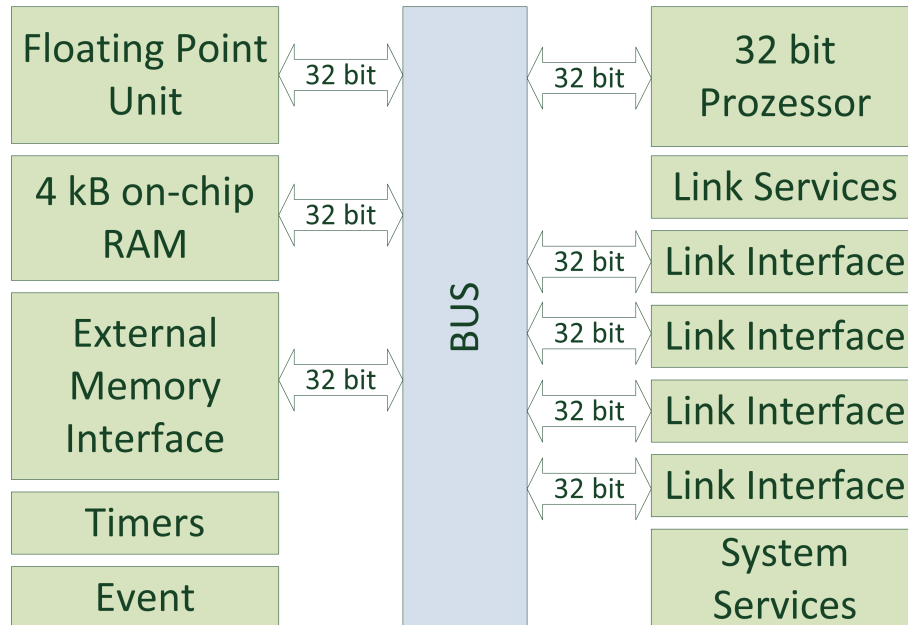 Floating Point
Unit
32 bit
4 kB on-chip
RAM
32 bit
External
Memory
Interface
32 bit
Timers
Event
BUS
32 bit
32 bit
Prozessor
Link Services
32 bit
Link Interface
32 bit
Link Interface
32 bit
Link Interface
32 bit
Link Interface
System
Services